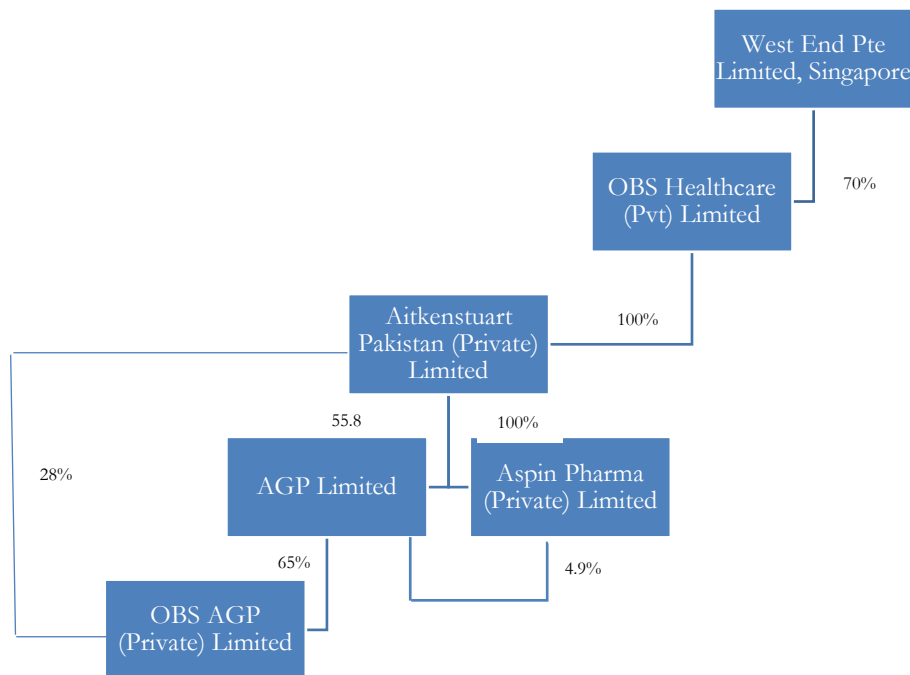 West End Pte
Limited, Singapore
70%
OBS Healthcare
(Pvt) Limited
100%
Aitkenstuart
Pakistan (Private)
Limited
55.8
100%
28%
AGP Limited
Aspin Pharma
(Private) Limited
65%
4.9%
OBS AGP
(Private) Limited